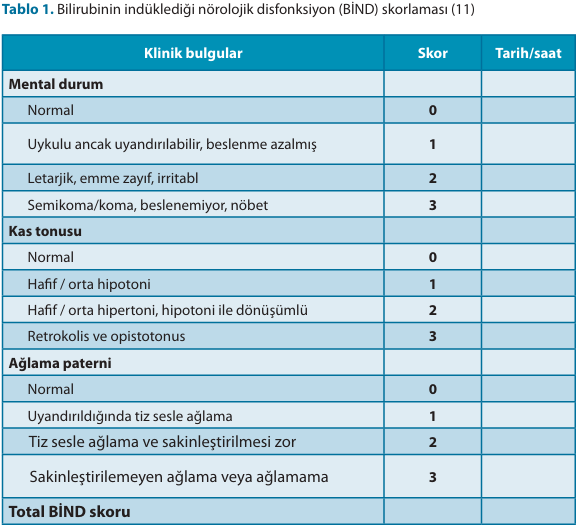 Tablo 1. Bilirubinin indüklediği nörolojik disfonksiyon (BİND) skorlaması (11)
Klinik bulgular Skor Tarih/saat
Mental durum
Normal 0
Uykulu ancak uyandırılabilir, beslenme azalmış 1
Letarjik, emme zayıf, irritabl 2
Semikoma/koma, beslenemiyor, nöbet 3
Kas tonusu
Normal 0
Hafif / orta hipotoni 1
Hafif / orta hipertoni, hipotoni ile dönüşümlü 2
Retrokolis ve opistotonus 3
Ağlama paterni
Normal 0
Uyandırıldığında tiz sesle ağlama 1
Tiz sesle ağlama ve sakinleştirilmesi zor 2
Sakinleştirilemeyen ağlama veya ağlamama 3
Total BİND skoru